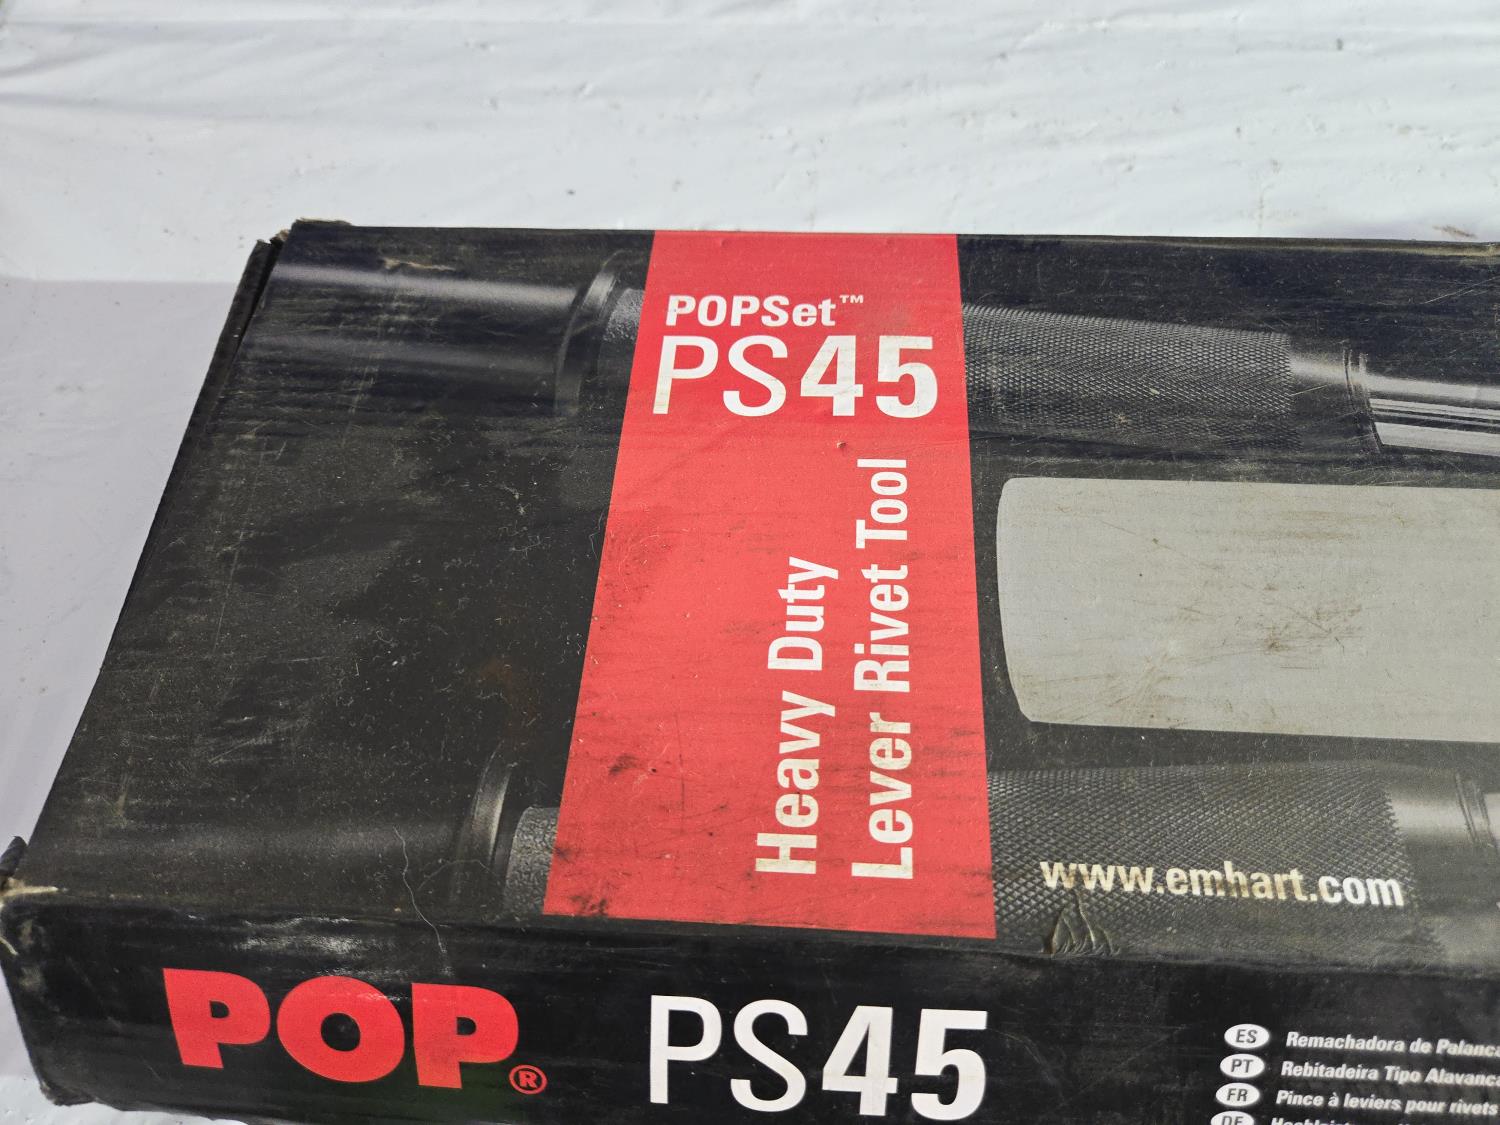 POPSet™
PS45
Heavy Duty
Lever Rivet Tool
www.emhart.com
POP®
PS45
ES Remachadora de Palanca
PT Rebitadeira Tipo Alavanca
FR Pince à leviers pour rivets
DE